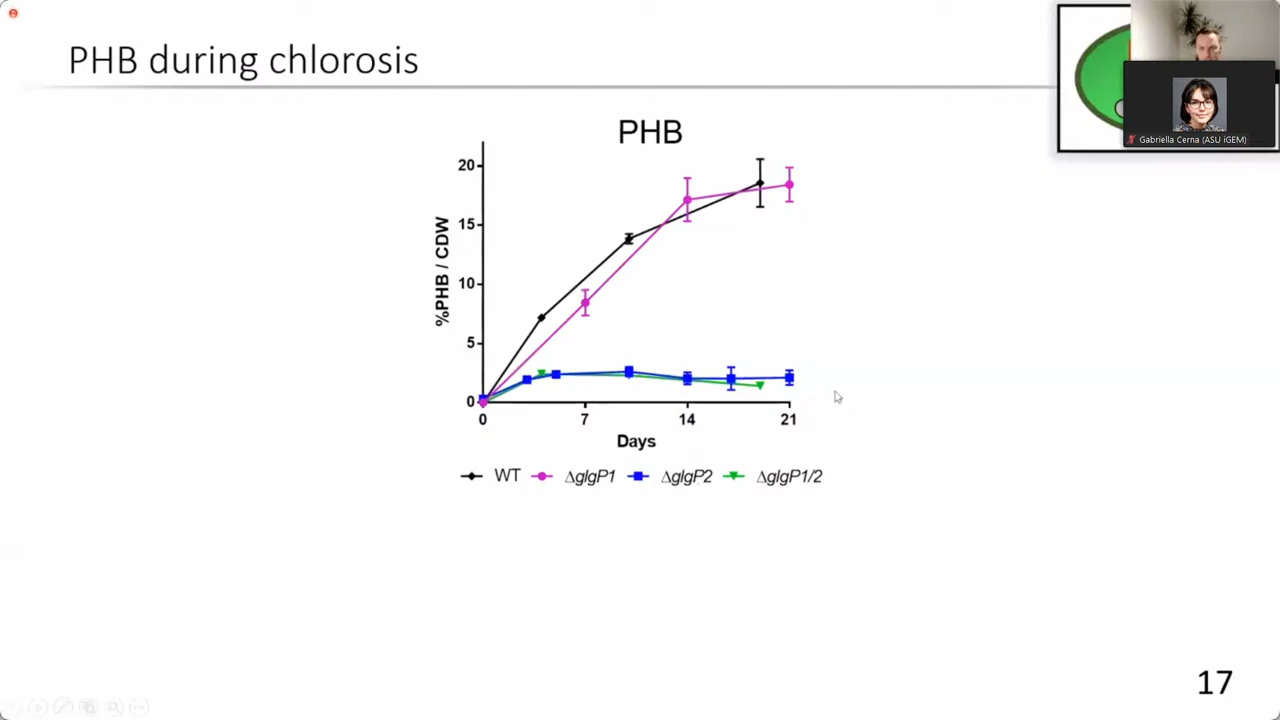 PHB during chlorosis
Gabriella Cerna (ASU iGEM)
PHB
%PHB / CDW
20
15
10
5
0
0 7 14 21
Days
WT ΔglgP1 ΔglgP2 ΔglgP1/2
17